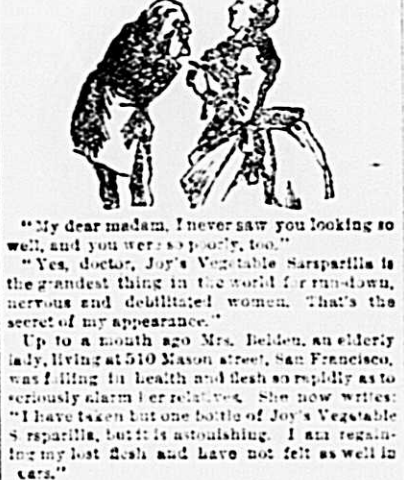 "My dear madam, I never saw you looking so
well, and you were so poorly, too."
"Yes, doctor, Joy's Vegetable Sarsparilla is
the grandest thing in the world for run-down,
nervous and debilitated women. That's the
secret of my appearance."
Up to a month ago Mrs. Belden, an elderly
lady, living at 510 Mason street, San Francisco,
was failing in health and flesh so rapidly as to
seriously alarm her relatives. She now writes:
"I have taken but one bottle of Joy's Vegetable
S rsparilla, but it is astonishing. I am regain-
ing my lost flesh and have not felt as well in
years."